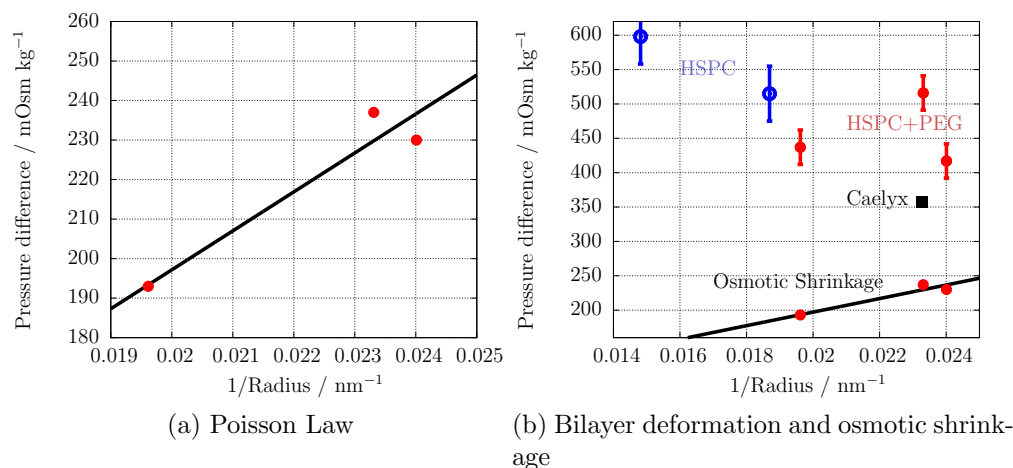 260
250
240
230
220
210
200
190
180
0.019
0.02
0.021
0.022
0.023
0.024
0.025
Pressure difference / mOsm kg⁻¹
1/Radius / nm⁻¹
(a) Poisson Law
600
550
500
450
400
350
300
250
200
0.014
0.016
0.018
0.02
0.022
0.024
Pressure difference / mOsm kg⁻¹
1/Radius / nm⁻¹
HSPC
HSPC+PEG
Caelyx
Osmotic Shrinkage
(b) Bilayer deformation and osmotic shrink-
age